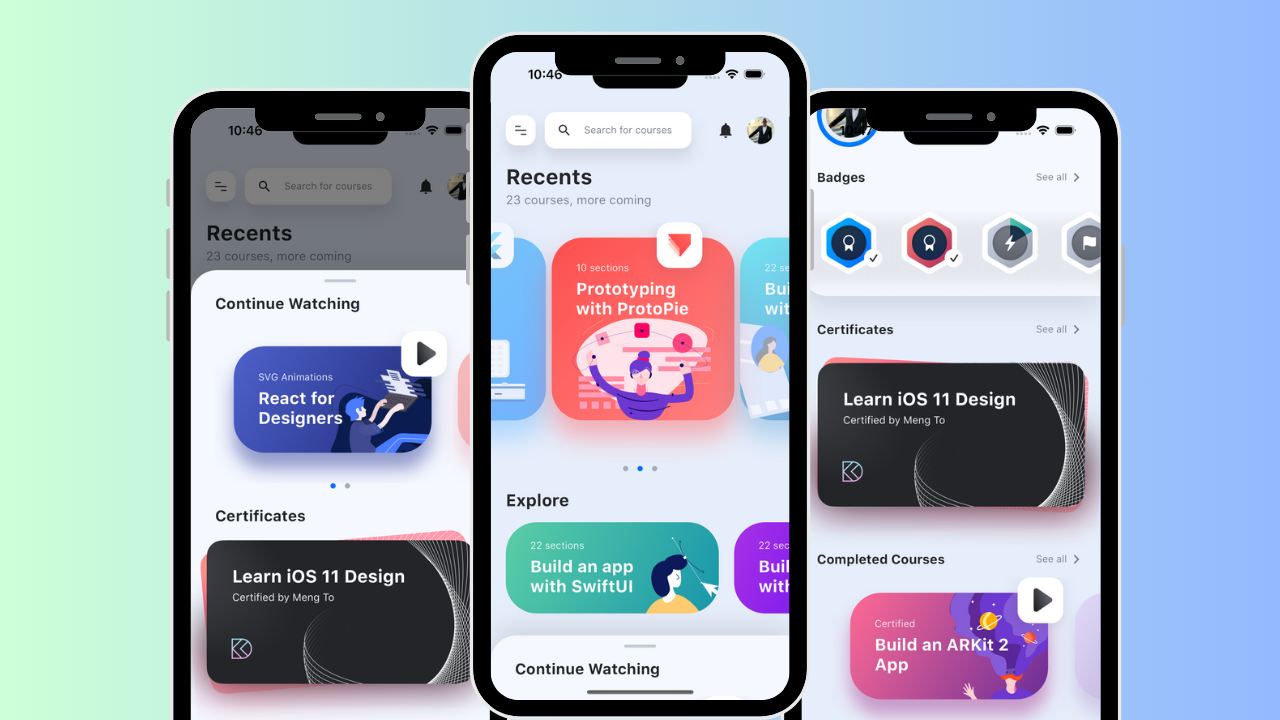 10:46
Search for courses
Recents
23 courses, more coming
Continue Watching
SVG Animations
React for
Designers
Certificates
Learn iOS 11 Design
Certified by Meng To
10:46
Search for courses
Recents
23 courses, more coming
10 sections
Prototyping
with ProtoPie
22 se
Bui
wit
Explore
22 sections
Build an app
with SwiftUI
22 sec
Buil
with
Continue Watching
Badges
See all
Certificates
See all
Learn iOS 11 Design
Certified by Meng To
Completed Courses
See all
Certified
Build an ARKit 2
App